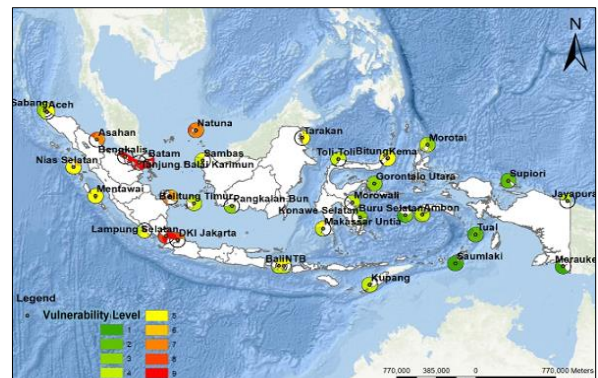 N
Sabang
Aceh
Natuna
Asahan
Tarakan
Morotai
Bengkalis
Batam
Sambas
Toli-Toli
Bitung
Kema
Tanjung Balai Karimun
Nias Selatan
Gorontalo Utara
Supiori
Mentawai
Belitung Timur
Pangkalan Bun
Morowali
Jayapura
Konawe Selatan
Buru Selatan
Ambon
Makassar Untia
Lampung Selatan
DKI Jakarta
Tual
Bali
NTB
Saumlaki
Merauke
Kupang
Legend
Vulnerability Level
1
2
3
4
5
6
7
8
9
770,000 385,000 0 770,000 Meters